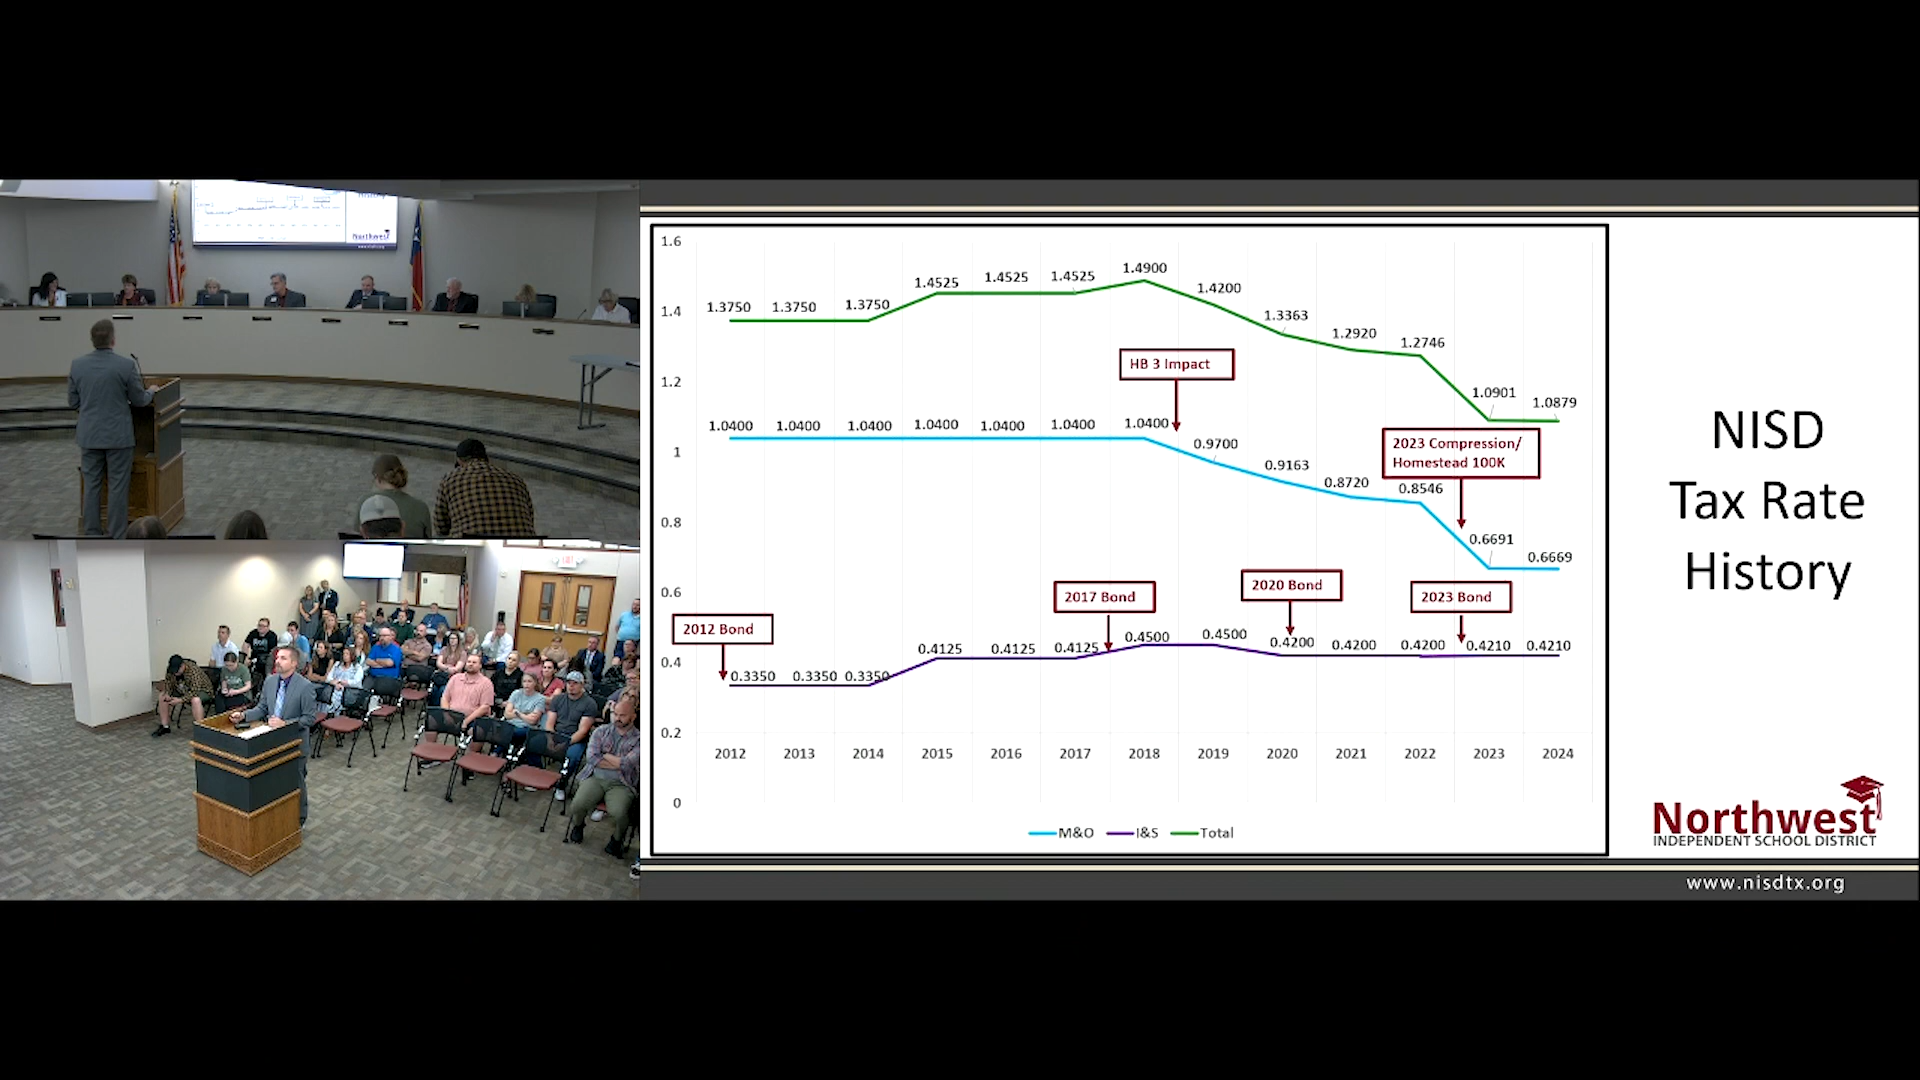 1.6
1.4
1.2
1
0.8
0.6
0.4
0.2
0
1.3750 1.3750 1.3750 1.4525 1.4525 1.4525 1.4900 1.4200 1.3363 1.2920 1.2746 1.0901 1.0879
HB 3 Impact
1.0400 1.0400 1.0400 1.0400 1.0400 1.0400 1.0400 0.9700 0.9163 0.8720 0.8546 0.6691 0.6669
2023 Compression/
Homestead 100K
2012 Bond
2017 Bond
2020 Bond
2023 Bond
0.3350 0.3350 0.3350 0.4125 0.4125 0.4125 0.4500 0.4500 0.4200 0.4200 0.4200 0.4210 0.4210
2012 2013 2014 2015 2016 2017 2018 2019 2020 2021 2022 2023 2024
M&O I&S Total
NISD
Tax Rate
History
Northwest
INDEPENDENT SCHOOL DISTRICT
www.nisdtx.org
Northwest
EXIT